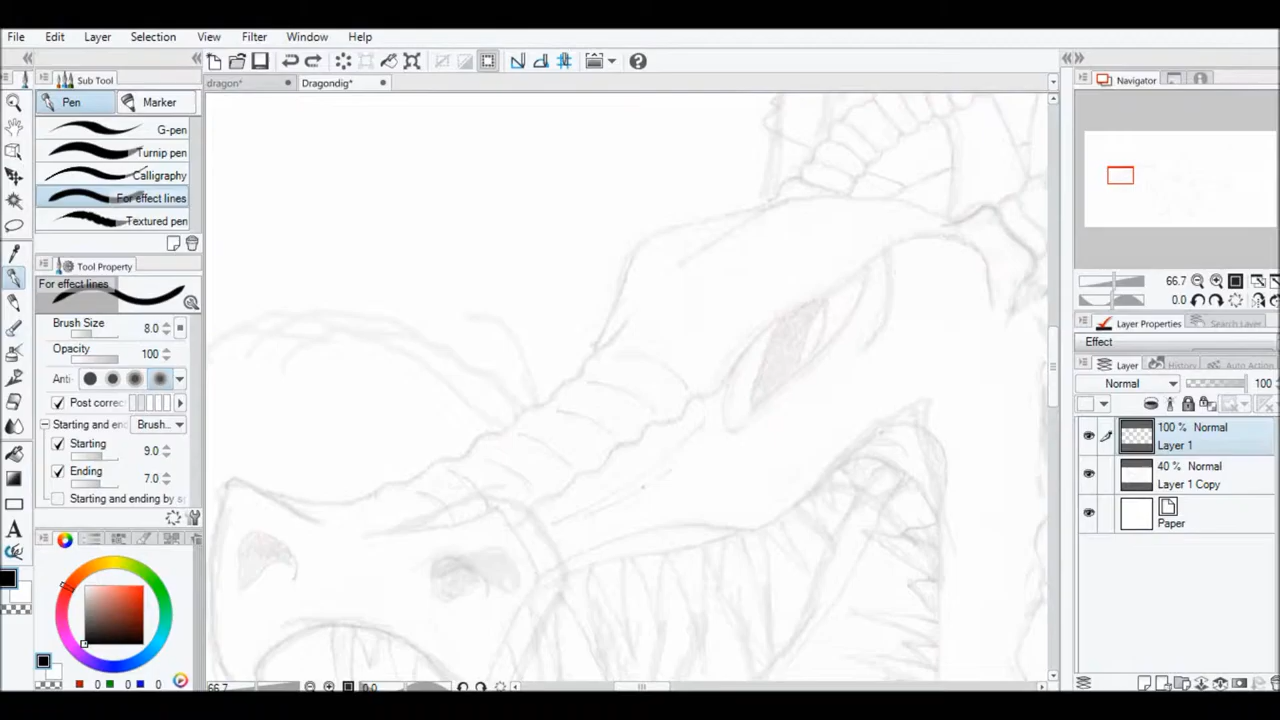 File Edit Layer Selection View Filter Window Help
Sub Tool
dragon*
Dragondig*
Navigator
Pen
Marker
G-pen
Turnip pen
Calligraphy
For effect lines
Textured pen
Tool Property
For effect lines
Brush Size 8.0
Opacity 100
Anti-
Post correc
Starting and en Brush..
Starting 9.0
Ending 7.0
Starting and ending by s
0 0 0
66.7 0.0
66.7
0.0
Layer Properties Search Layer
Effect
Layer History Auto Action
Normal 100
100 % Normal
Layer 1
40 % Normal
Layer 1 Copy
Paper